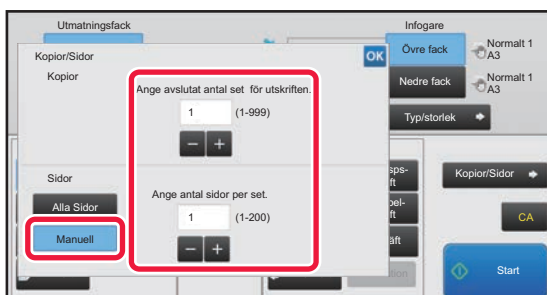 Utmatningsfack
Infogare
Kopior/Sidor
OK
Övre fack
Normalt 1
A3
Kopior
Ange avslutat antal set för utskriften.
Nedre fack
Normalt 1
A3
1
(1-999)
Typ/storlek
Sidor
Kopior/Sidor
Ange antal sidor per set.
Alla Sidor
1
(1-200)
CA
Manuell
Start